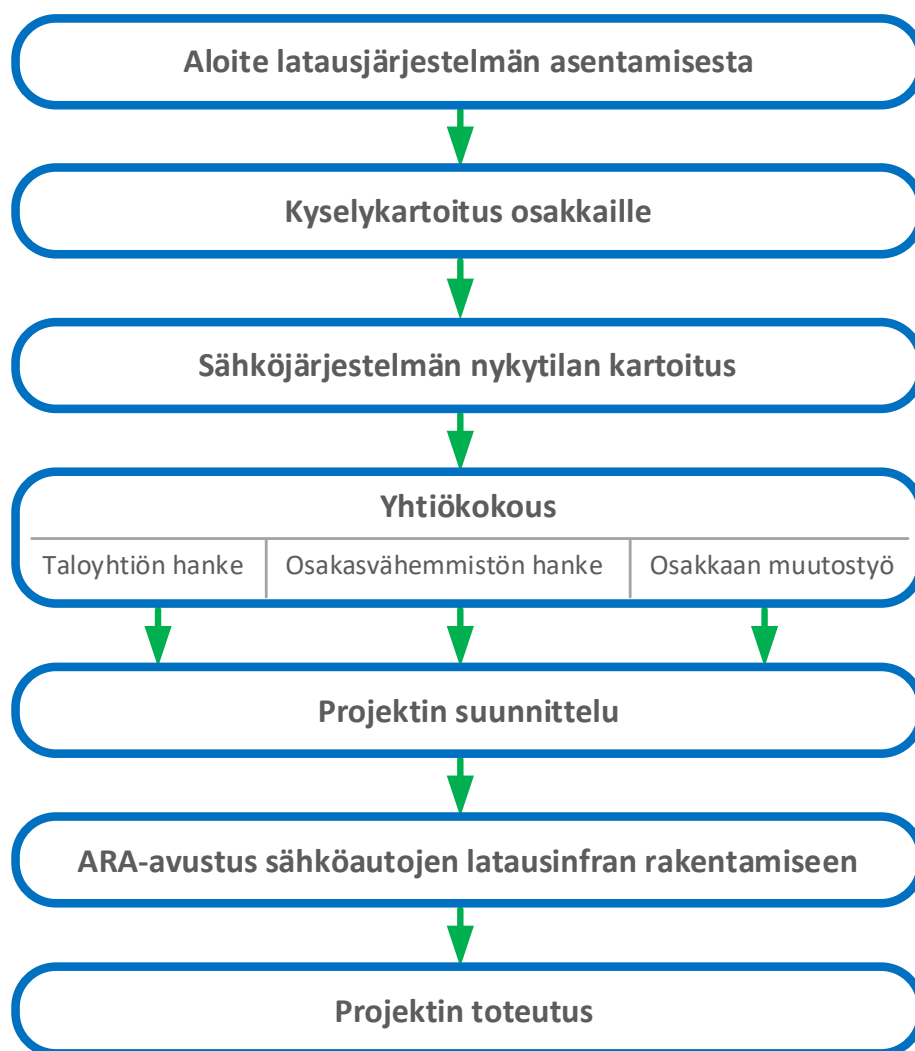 Aloite latausjärjestelmän asentamisesta
Kyselykartoitus osakkaille
Sähköjärjestelmän nykytilan kartoitus
Yhtiökokous
Taloyhtiön hanke
Osakasvähemmistön hanke
Osakkaan muutostyö
Projektin suunnittelu
ARA-avustus sähköautojen latausinfran rakentamiseen
Projektin toteutus